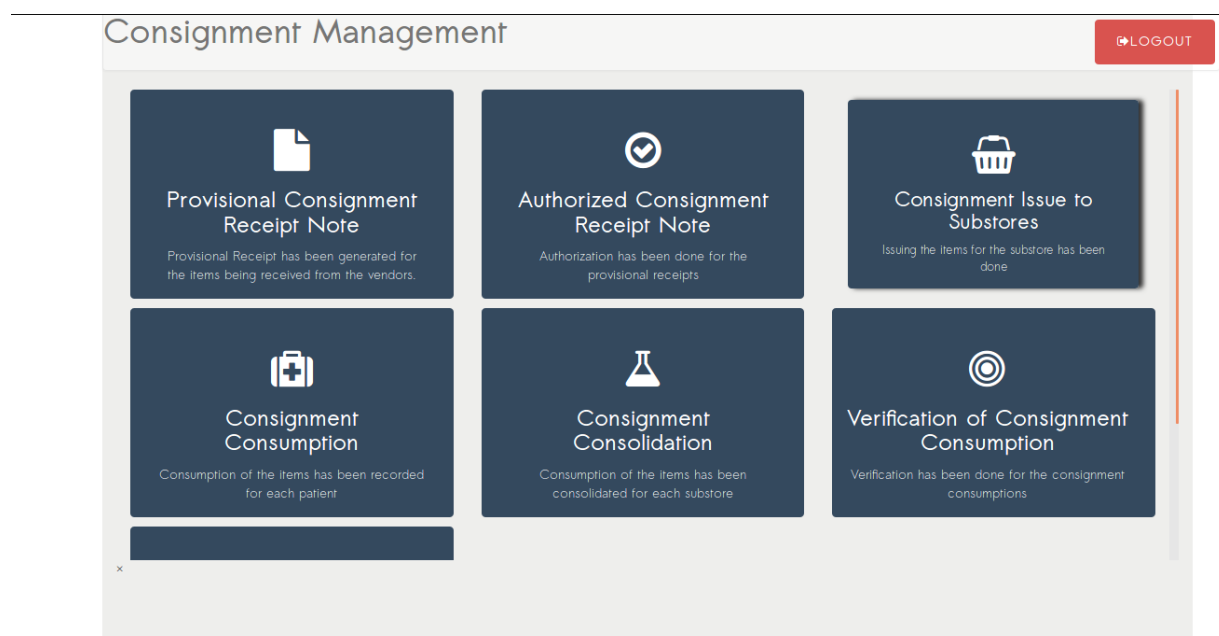 Consignment Management
LOGOUT
Provisional Consignment
Receipt Note
Provisional Receipt has been generated for
the items being received from the vendors.
Authorized Consignment
Receipt Note
Authorization has been done for the
provisional receipts
Consignment Issue to
Substores
Issuing the items for the substore has been
done
Consignment
Consumption
Consumption of the items has been recorded
for each patient
Consignment
Consolidation
Consumption of the items has been
consolidated for each substore
Verification of Consignment
Consumption
Verification has been done for the consignment
consumptions
×